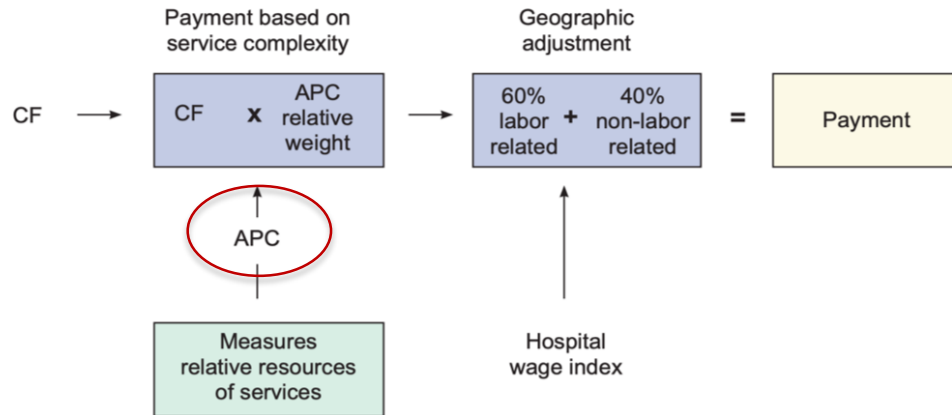 Payment based on
service complexity
Geographic
adjustment
CF
CF x APC
relative
weight
60%
labor
related
+
40%
non-labor
related
=
Payment
APC
Measures
relative resources
of services
Hospital
wage index